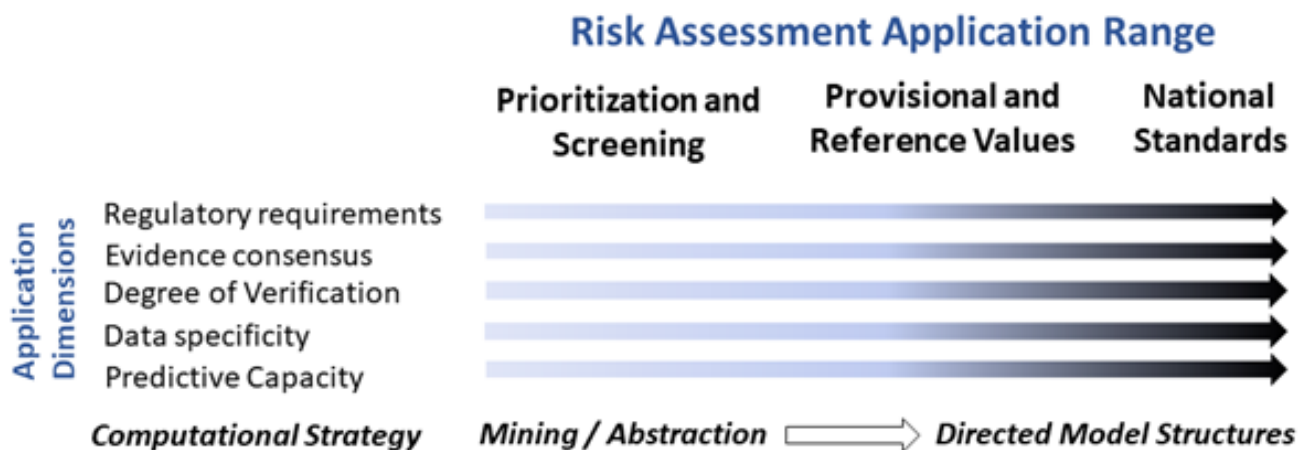 Risk Assessment Application Range
Prioritization and
Screening
Provisional and
Reference Values
National
Standards
Application
Dimensions
Regulatory requirements
Evidence consensus
Degree of Verification
Data specificity
Predictive Capacity
Computational Strategy
Mining / Abstraction
Directed Model Structures